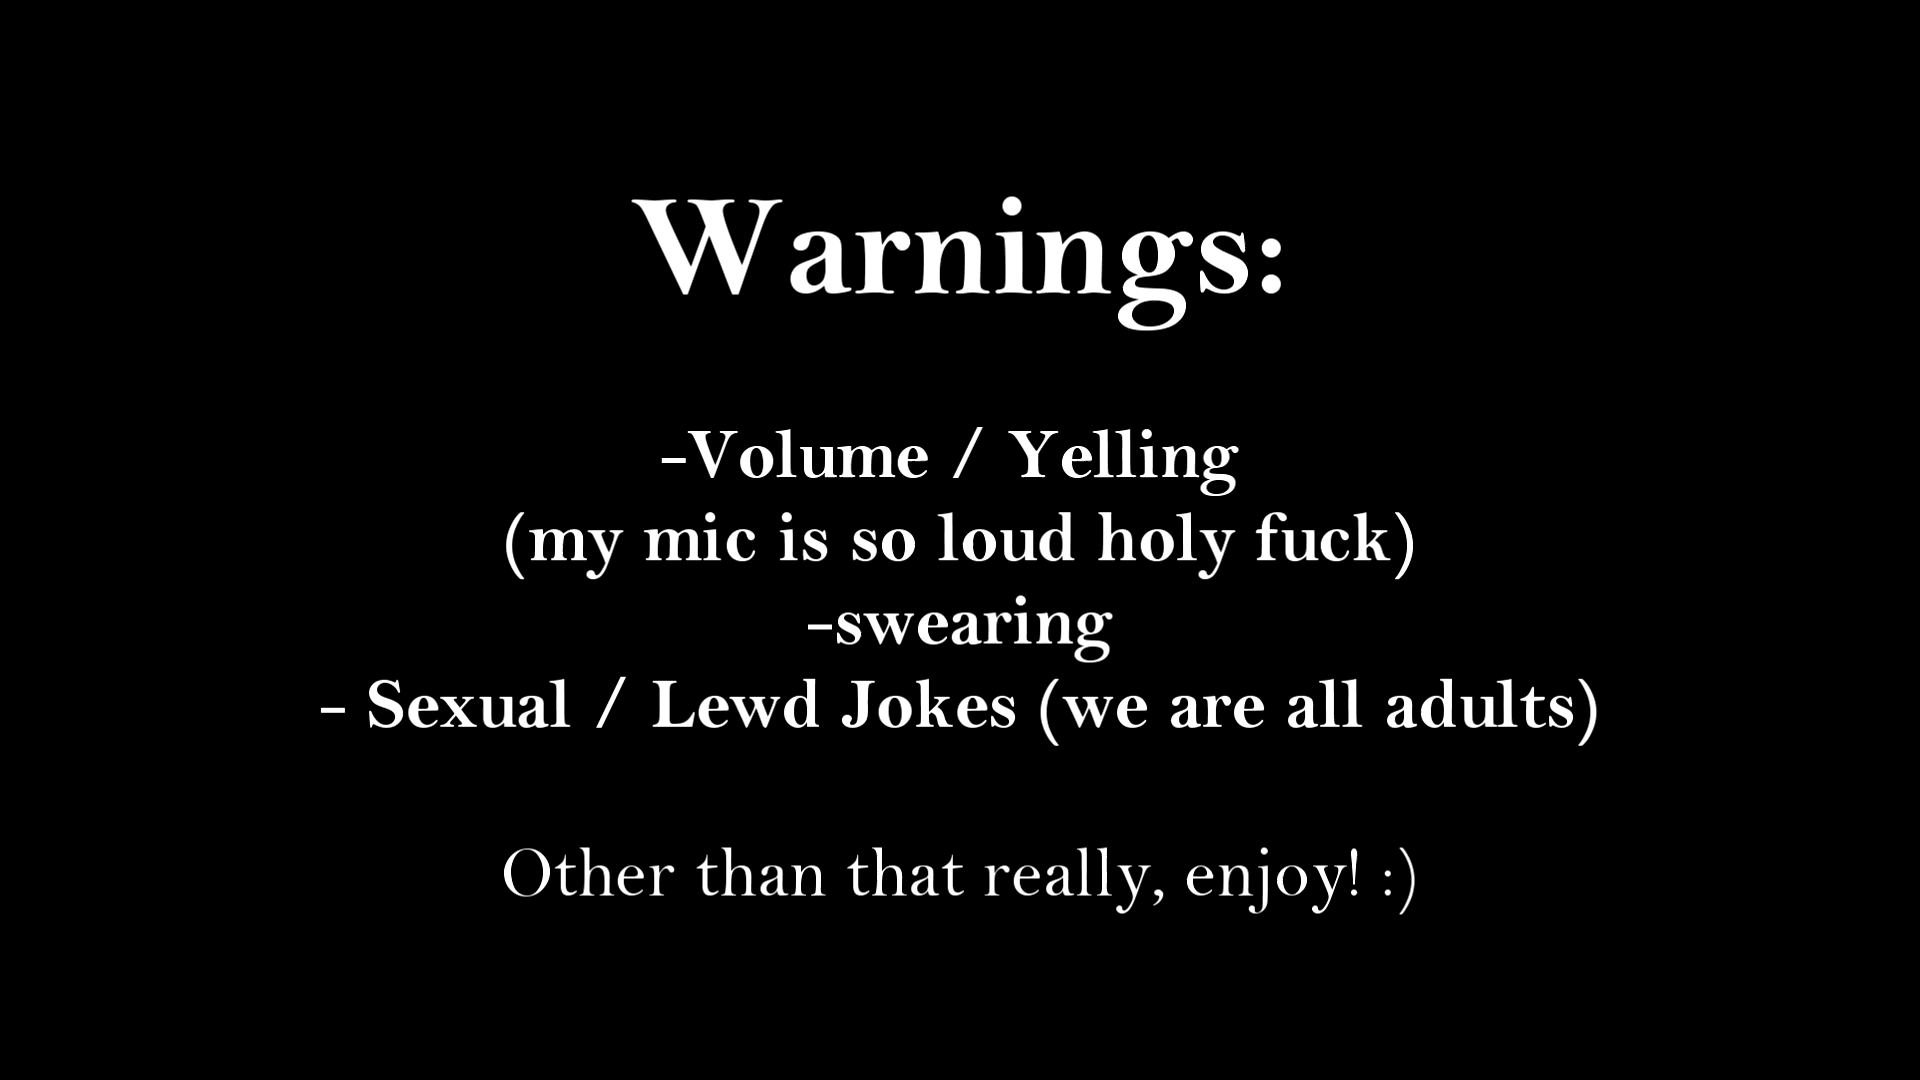 Warnings:
-Volume / Yelling
(my mic is so loud holy fuck)
-swearing
- Sexual / Lewd Jokes (we are all adults)
Other than that really, enjoy! :)